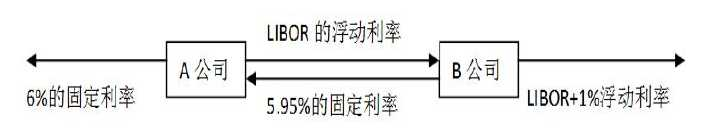 LIBOR 的浮动利率
A 公司
B 公司
6%的固定利率
5.95%的固定利率
LIBOR+1%浮动利率